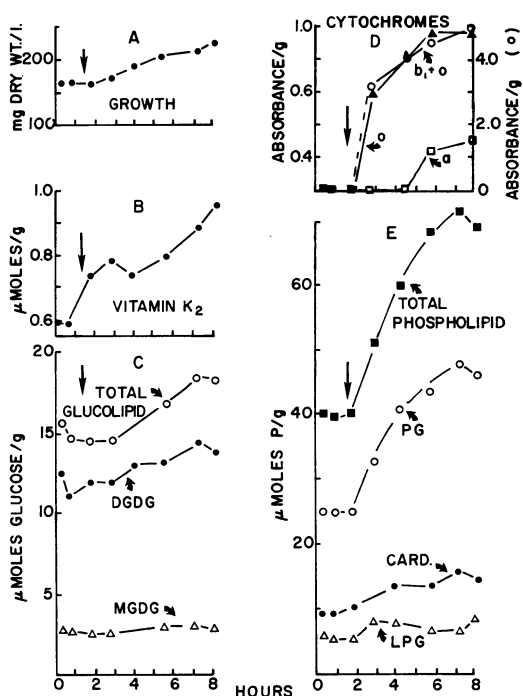 A
mg DRY WT./l.
200
100
GROWTH
B
µMOLES/g
1.0
0.8
0.6
VITAMIN K2
C
µMOLES GLUCOSE/g
20
15
10
5
TOTAL
GLUCOLIPID
DGDG
MGDG
0 2 4 6 8
HOURS
CYTOCHROMES
D
ABSORBANCE/g
1.0
0.8
0.6
0.4
ABSORBANCE/g (o)
4.0
2.0
0
b1+o
o
a
E
µMOLES P/g
60
40
20
TOTAL
PHOSPHOLIPID
PG
CARD.
LPG
0 2 4 6 8